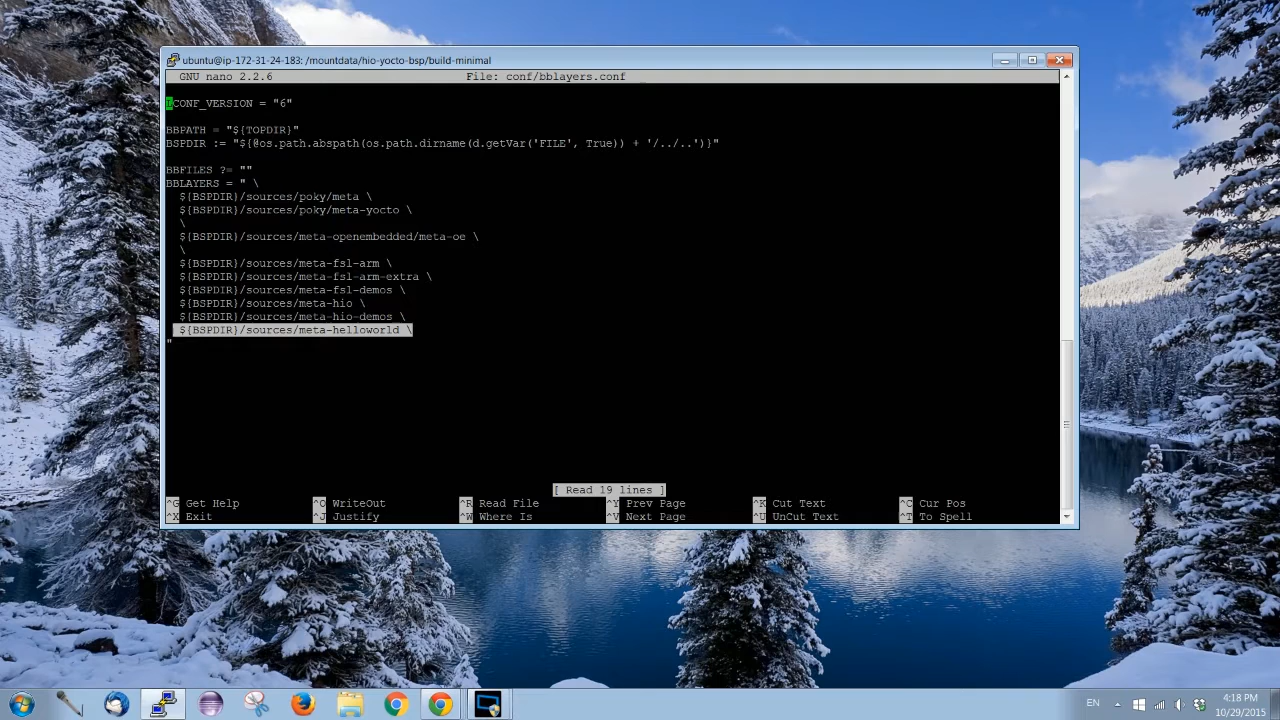 ubuntu@ip-172-31-24-183: /mountdata/hio-yocto-bsp/build-minimal
GNU nano 2.2.6 File: conf/bblayers.conf
LCONF_VERSION = "6"
BBPATH = "${TOPDIR}"
BSPDIR := "${@os.path.abspath(os.path.dirname(d.getVar('FILE', True)) + '/../..')}"
BBFILES ?= ""
BBLAYERS = " \
${BSPDIR}/sources/poky/meta \
${BSPDIR}/sources/poky/meta-yocto \
\
${BSPDIR}/sources/meta-openembedded/meta-oe \
\
${BSPDIR}/sources/meta-fsl-arm \
${BSPDIR}/sources/meta-fsl-arm-extra \
${BSPDIR}/sources/meta-fsl-demos \
${BSPDIR}/sources/meta-hio \
${BSPDIR}/sources/meta-hio-demos \
${BSPDIR}/sources/meta-helloworld \
"
[ Read 19 lines ]
^G Get Help ^O WriteOut ^R Read File ^Y Prev Page ^K Cut Text ^C Cur Pos
^X Exit ^J Justify ^W Where Is ^V Next Page ^U UnCut Text ^T To Spell
EN
4:18 PM
10/29/2015